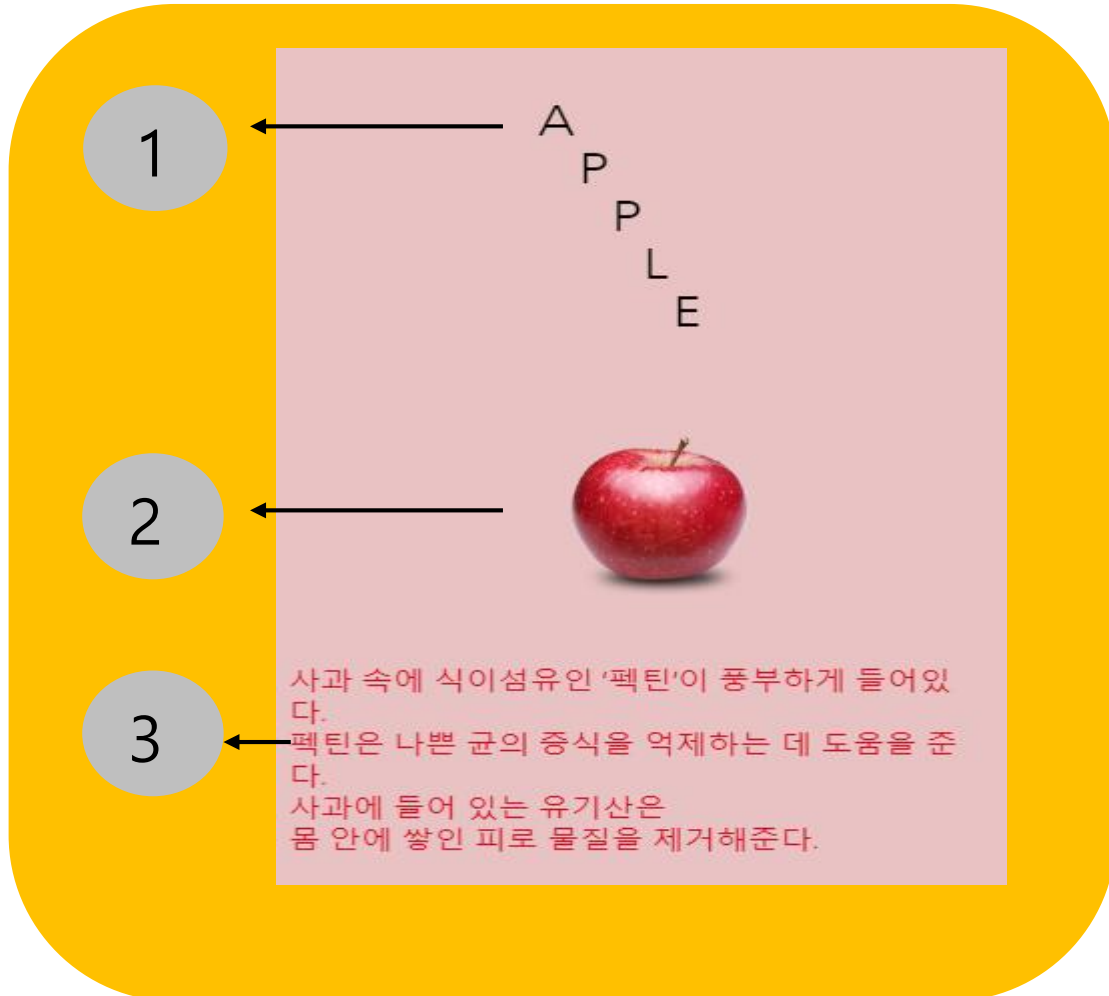 1
A
P
P
L
E
2
사과 속에 식이섬유인 '펙틴'이 풍부하게 들어있
다.
3
펙틴은 나쁜 균의 증식을 억제하는 데 도움을 준
다.
사과에 들어 있는 유기산은
몸 안에 쌓인 피로 물질을 제거해준다.